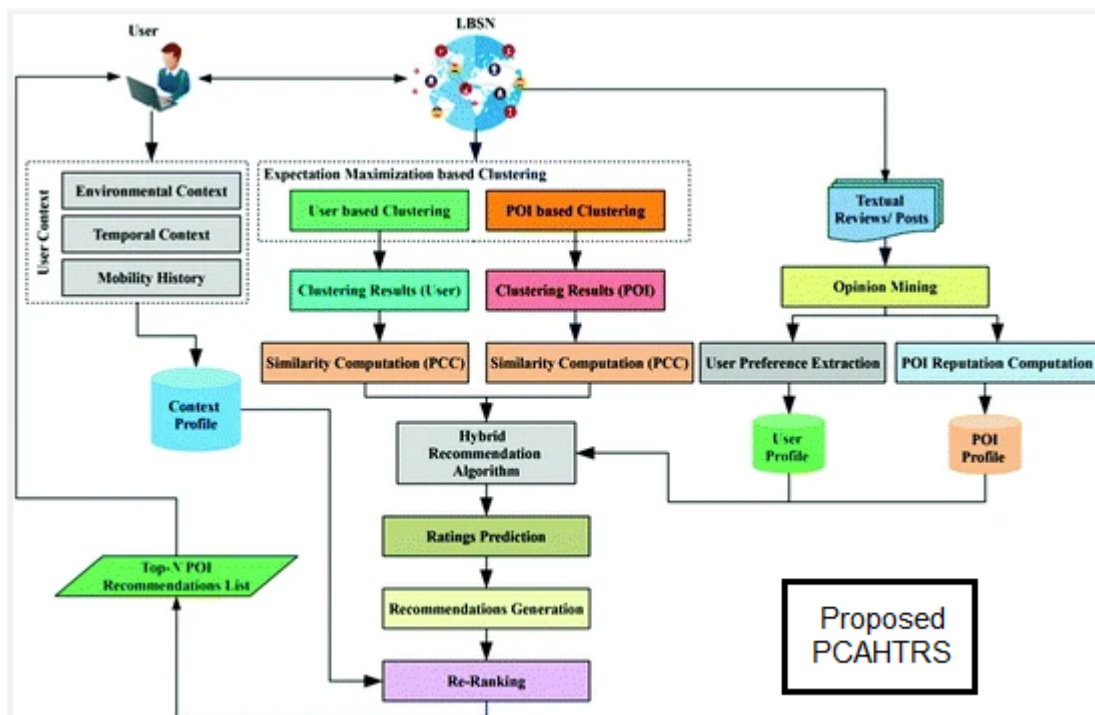 User
LBSN
User Context
Environmental Context
Temporal Context
Mobility History
Expectation Maximization based Clustering
User based Clustering
POI based Clustering
Textual
Reviews/ Posts
Clustering Results (User)
Clustering Results (POI)
Opinion Mining
Similarity Computation (PCC)
Similarity Computation (PCC)
User Preference Extraction
POI Reputation Computation
Context
Profile
Hybrid
Recommendation
Algorithm
User
Profile
POI
Profile
Ratings Prediction
Top-N POI
Recommendations List
Recommendations Generation
Re-Ranking
Proposed
PCAHTRS